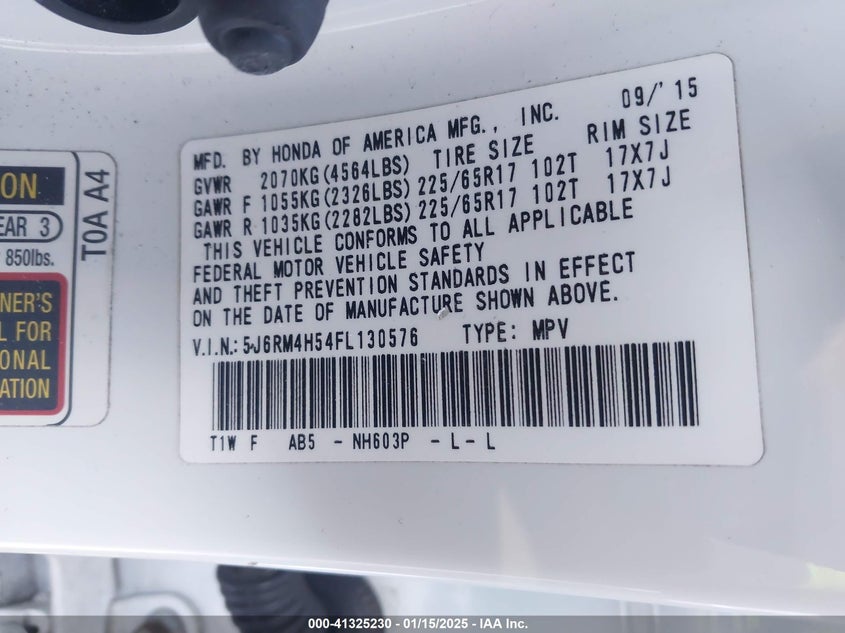 MFD. BY HONDA OF AMERICA MFG., INC. 09/'15
TIRE SIZE RIM SIZE
GVWR 2070KG(4564LBS)
GAWR F 1055KG(2326LBS) 225/65R17 102T 17X7J
GAWR R 1035KG(2282LBS) 225/65R17 102T 17X7J
THIS VEHICLE CONFORMS TO ALL APPLICABLE
FEDERAL MOTOR VEHICLE SAFETY
AND THEFT PREVENTION STANDARDS IN EFFECT
ON THE DATE OF MANUFACTURE SHOWN ABOVE.
V.I.N.: 5J6RM4H54FL130576 TYPE: MPV
T1W F AB5 - NH603P - L - L
ON
EAR 3
850lbs.
NER'S
L FOR
ONAL
ATION
T0A A4
000-41325230 - 01/15/2025 - IAA Inc.